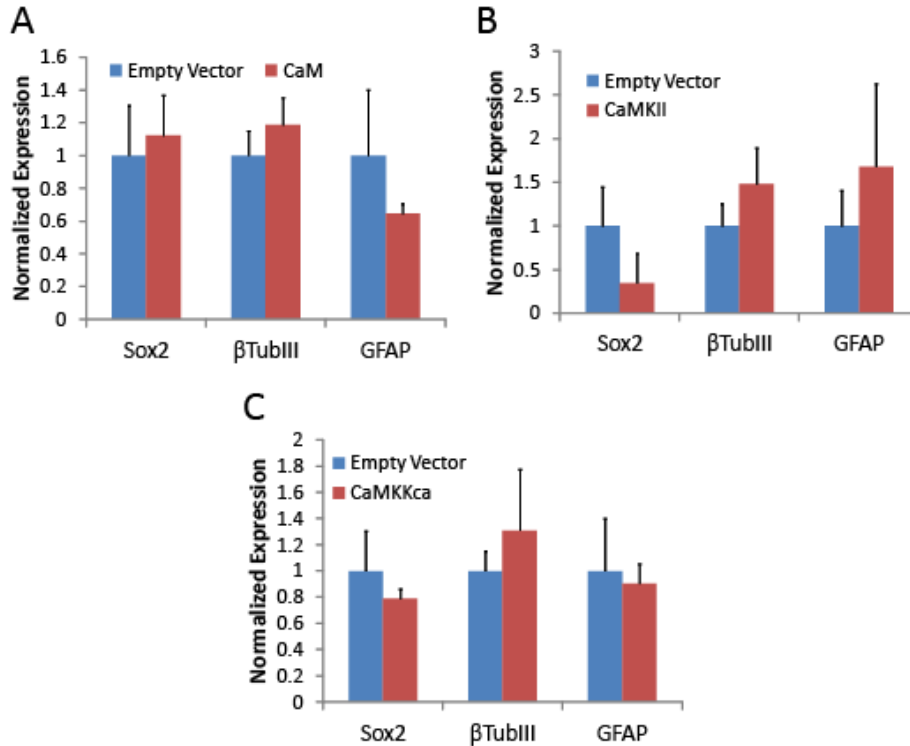 A
Normalized Expression
1.6
1.4
1.2
1
0.8
0.6
0.4
0.2
0
Empty Vector CaM
Sox2 βTubIII GFAP
B
Normalized Expression
3
2.5
2
1.5
1
0.5
0
Empty Vector
CaMKII
Sox2 βTubIII GFAP
C
Normalized Expression
2
1.8
1.6
1.4
1.2
1
0.8
0.6
0.4
0.2
0
Empty Vector
CaMKKca
Sox2 βTubIII GFAP